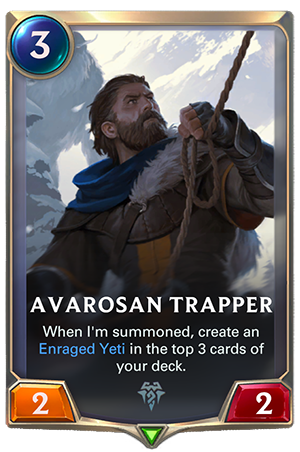 3
AVAROSAN TRAPPER
When I'm summoned, create an
Enraged Yeti in the top 3 cards of
your deck.
2
2